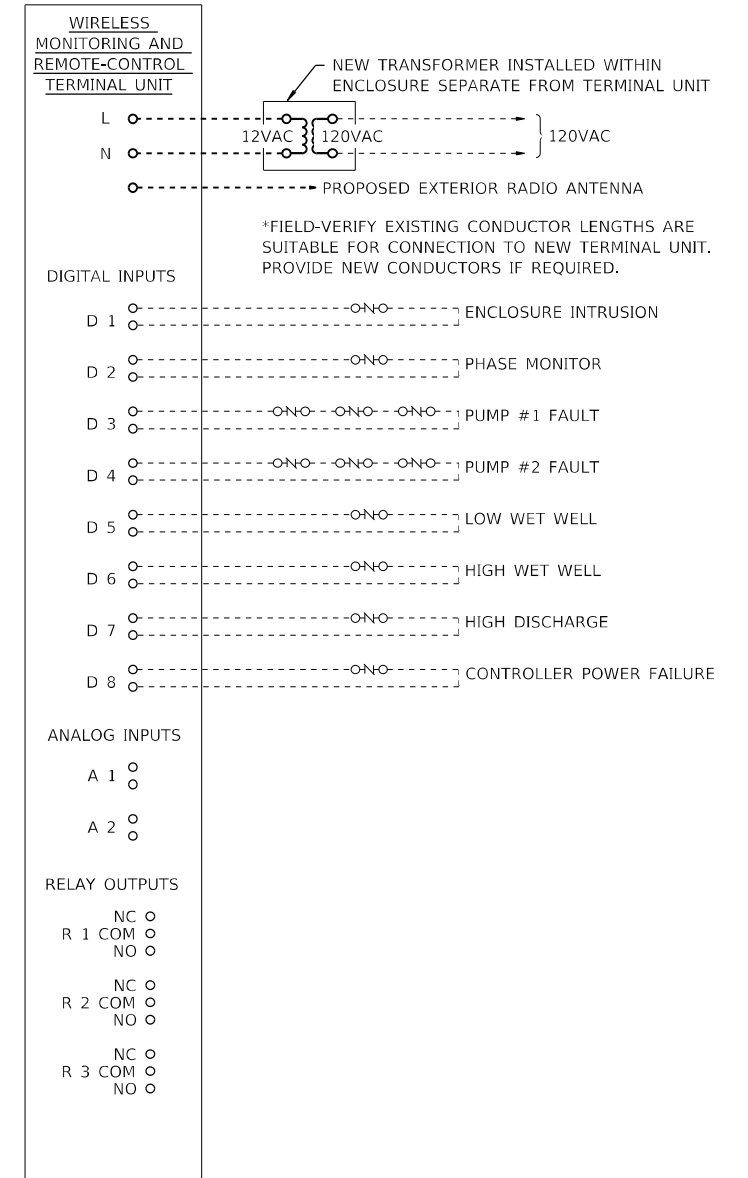 WIRELESS
MONITORING AND
REMOTE-CONTROL
TERMINAL UNIT
NEW TRANSFORMER INSTALLED WITHIN
ENCLOSURE SEPARATE FROM TERMINAL UNIT
L
12VAC 120VAC
120VAC
N
PROPOSED EXTERIOR RADIO ANTENNA
*FIELD-VERIFY EXISTING CONDUCTOR LENGTHS ARE
SUITABLE FOR CONNECTION TO NEW TERMINAL UNIT.
PROVIDE NEW CONDUCTORS IF REQUIRED.
DIGITAL INPUTS
D 1
ENCLOSURE INTRUSION
D 2
PHASE MONITOR
D 3
PUMP #1 FAULT
D 4
PUMP #2 FAULT
D 5
LOW WET WELL
D 6
HIGH WET WELL
D 7
HIGH DISCHARGE
D 8
CONTROLLER POWER FAILURE
ANALOG INPUTS
A 1
A 2
RELAY OUTPUTS
NC
R 1 COM
NO
NC
R 2 COM
NO
NC
R 3 COM
NO